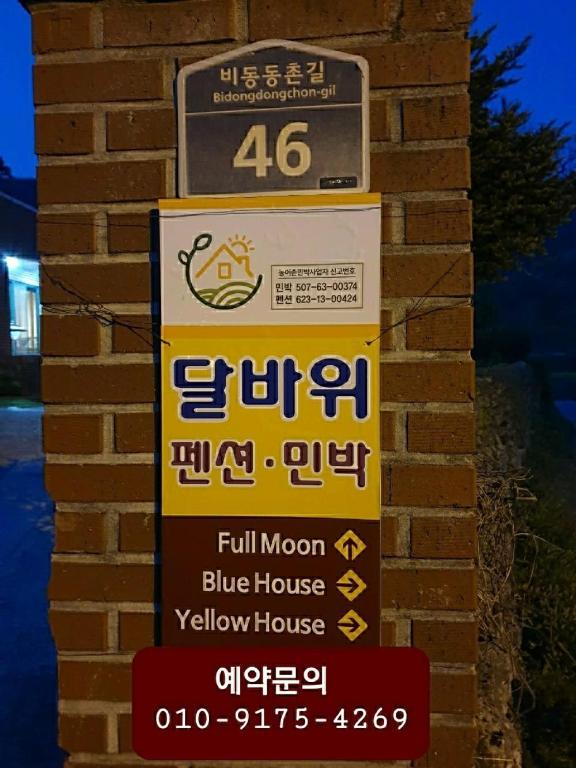 비동동촌길
Bidongdongchon-gil
46
농어촌민박사업자 신고번호
민박 507-63-00374
펜션 623-13-00424
달바위
펜션·민박
Full Moon
Blue House
Yellow House
예약문의
010-9175-4269